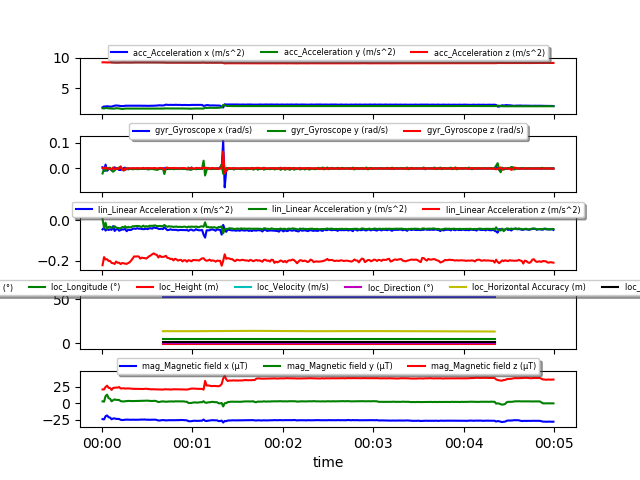 acc_Acceleration x (m/s^2) acc_Acceleration y (m/s^2) acc_Acceleration z (m/s^2)
10
5
gyr_Gyroscope x (rad/s) gyr_Gyroscope y (rad/s) gyr_Gyroscope z (rad/s)
0.1
0.0
lin_Linear Acceleration x (m/s^2) lin_Linear Acceleration y (m/s^2) lin_Linear Acceleration z (m/s^2)
0.0
−0.2
(°) loc_Longitude (°) loc_Height (m) loc_Velocity (m/s) loc_Direction (°) loc_Horizontal Accuracy (m) loc_
50
0
mag_Magnetic field x (μT) mag_Magnetic field y (μT) mag_Magnetic field z (μT)
25
0
−25
00:00 00:01 00:02 00:03 00:04 00:05
time